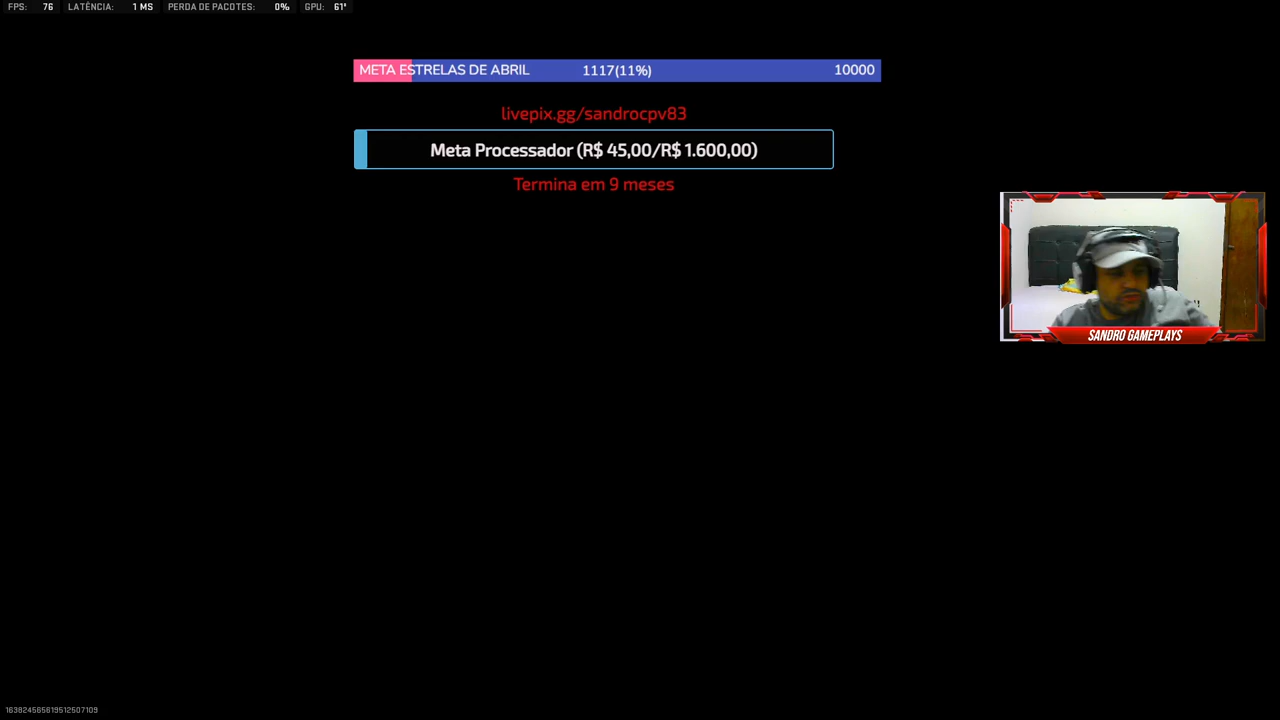 FPS: 76 LATÊNCIA: 1 MS PERDA DE PACOTES: 0% GPU: 61°
META ESTRELAS DE ABRIL 1117(11%) 10000
livepix.gg/sandrocpv83
Meta Processador (R$ 45,00/R$ 1.600,00)
Termina em 9 meses
SANDRO GAMEPLAYS
163824565619512507109